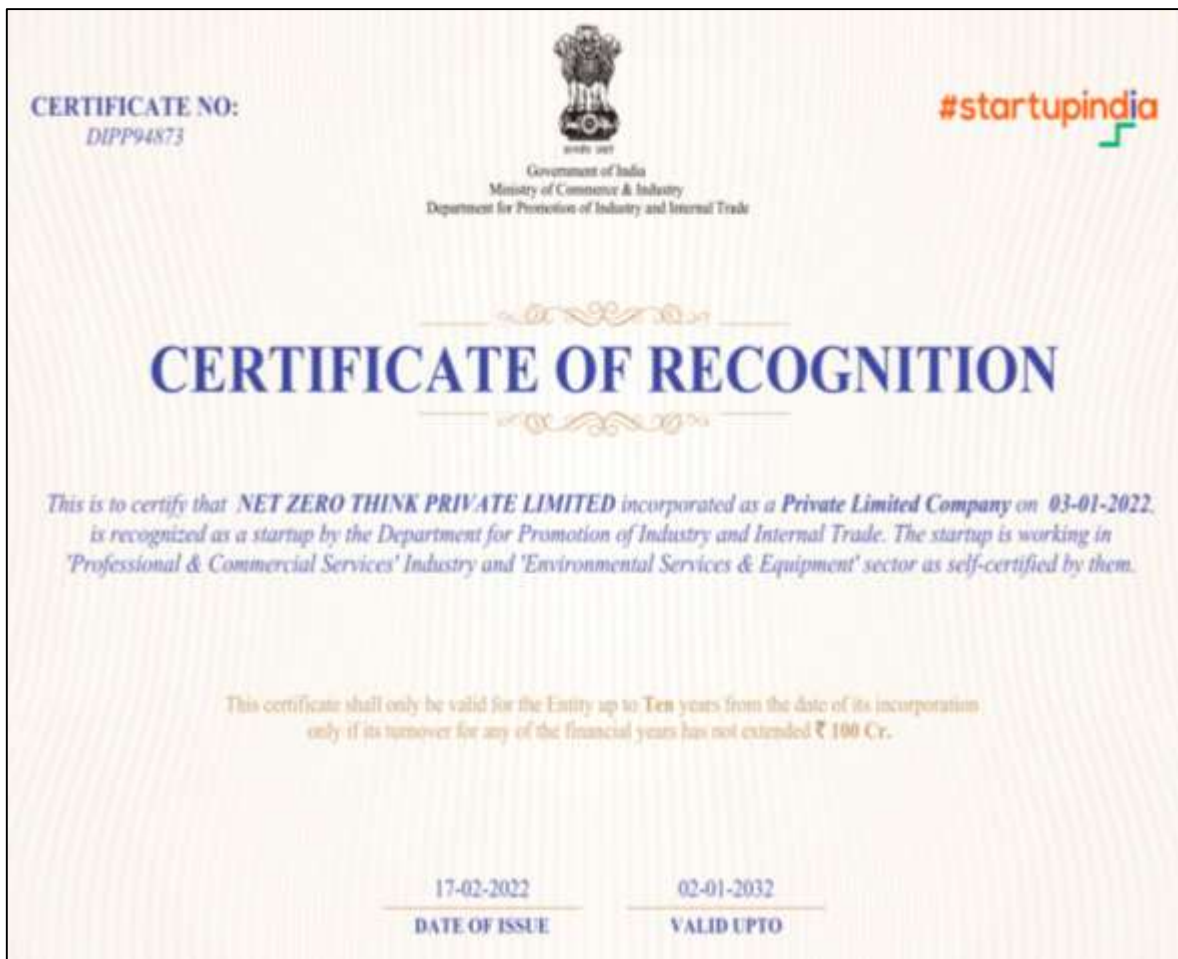 CERTIFICATE NO:
DIPP94873
#startupindia
Government of India
Ministry of Commerce & Industry
Department for Promotion of Industry and Internal Trade
CERTIFICATE OF RECOGNITION
This is to certify that NET ZERO THINK PRIVATE LIMITED incorporated as a Private Limited Company on 03-01-2022,
is recognized as a startup by the Department for Promotion of Industry and Internal Trade. The startup is working in
'Professional & Commercial Services' Industry and 'Environmental Services & Equipment' sector as self-certified by them.
This certificate shall only be valid for the Entity up to Ten years from the date of its incorporation
only if its turnover for any of the financial years has not extended ₹ 100 Cr.
17-02-2022
DATE OF ISSUE
02-01-2032
VALID UPTO